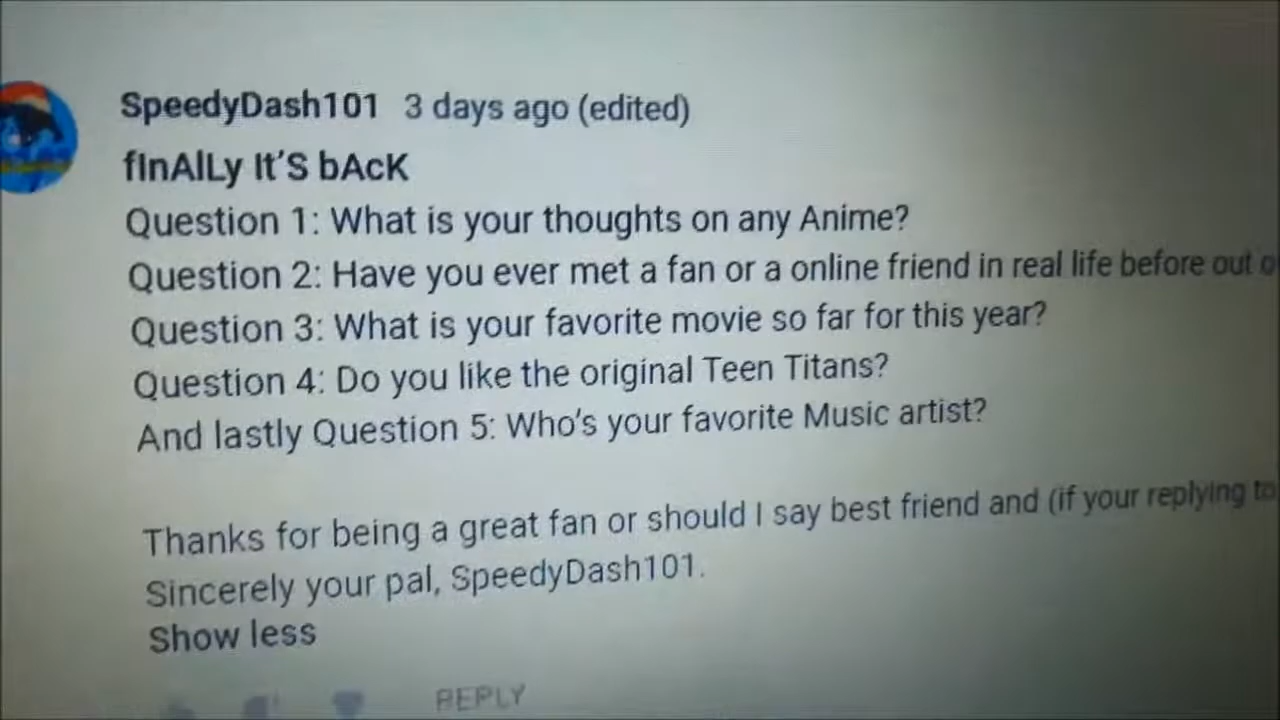 SpeedyDash101 3 days ago (edited)
fInAlLy It'S bAcK
Question 1: What is your thoughts on any Anime?
Question 2: Have you ever met a fan or a online friend in real life before out
Question 3: What is your favorite movie so far for this year?
Question 4: Do you like the original Teen Titans?
And lastly Question 5: Who's your favorite Music artist?
Thanks for being a great fan or should I say best friend and (if your replying to
Sincerely your pal, SpeedyDash101.
Show less
REPLY